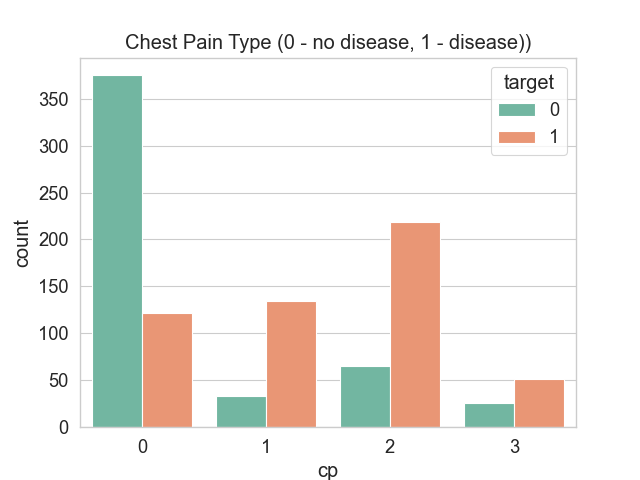 Chest Pain Type (0 - no disease, 1 - disease))
target
0
1
350
300
250
200
150
100
50
0
count
0 1 2 3
cp